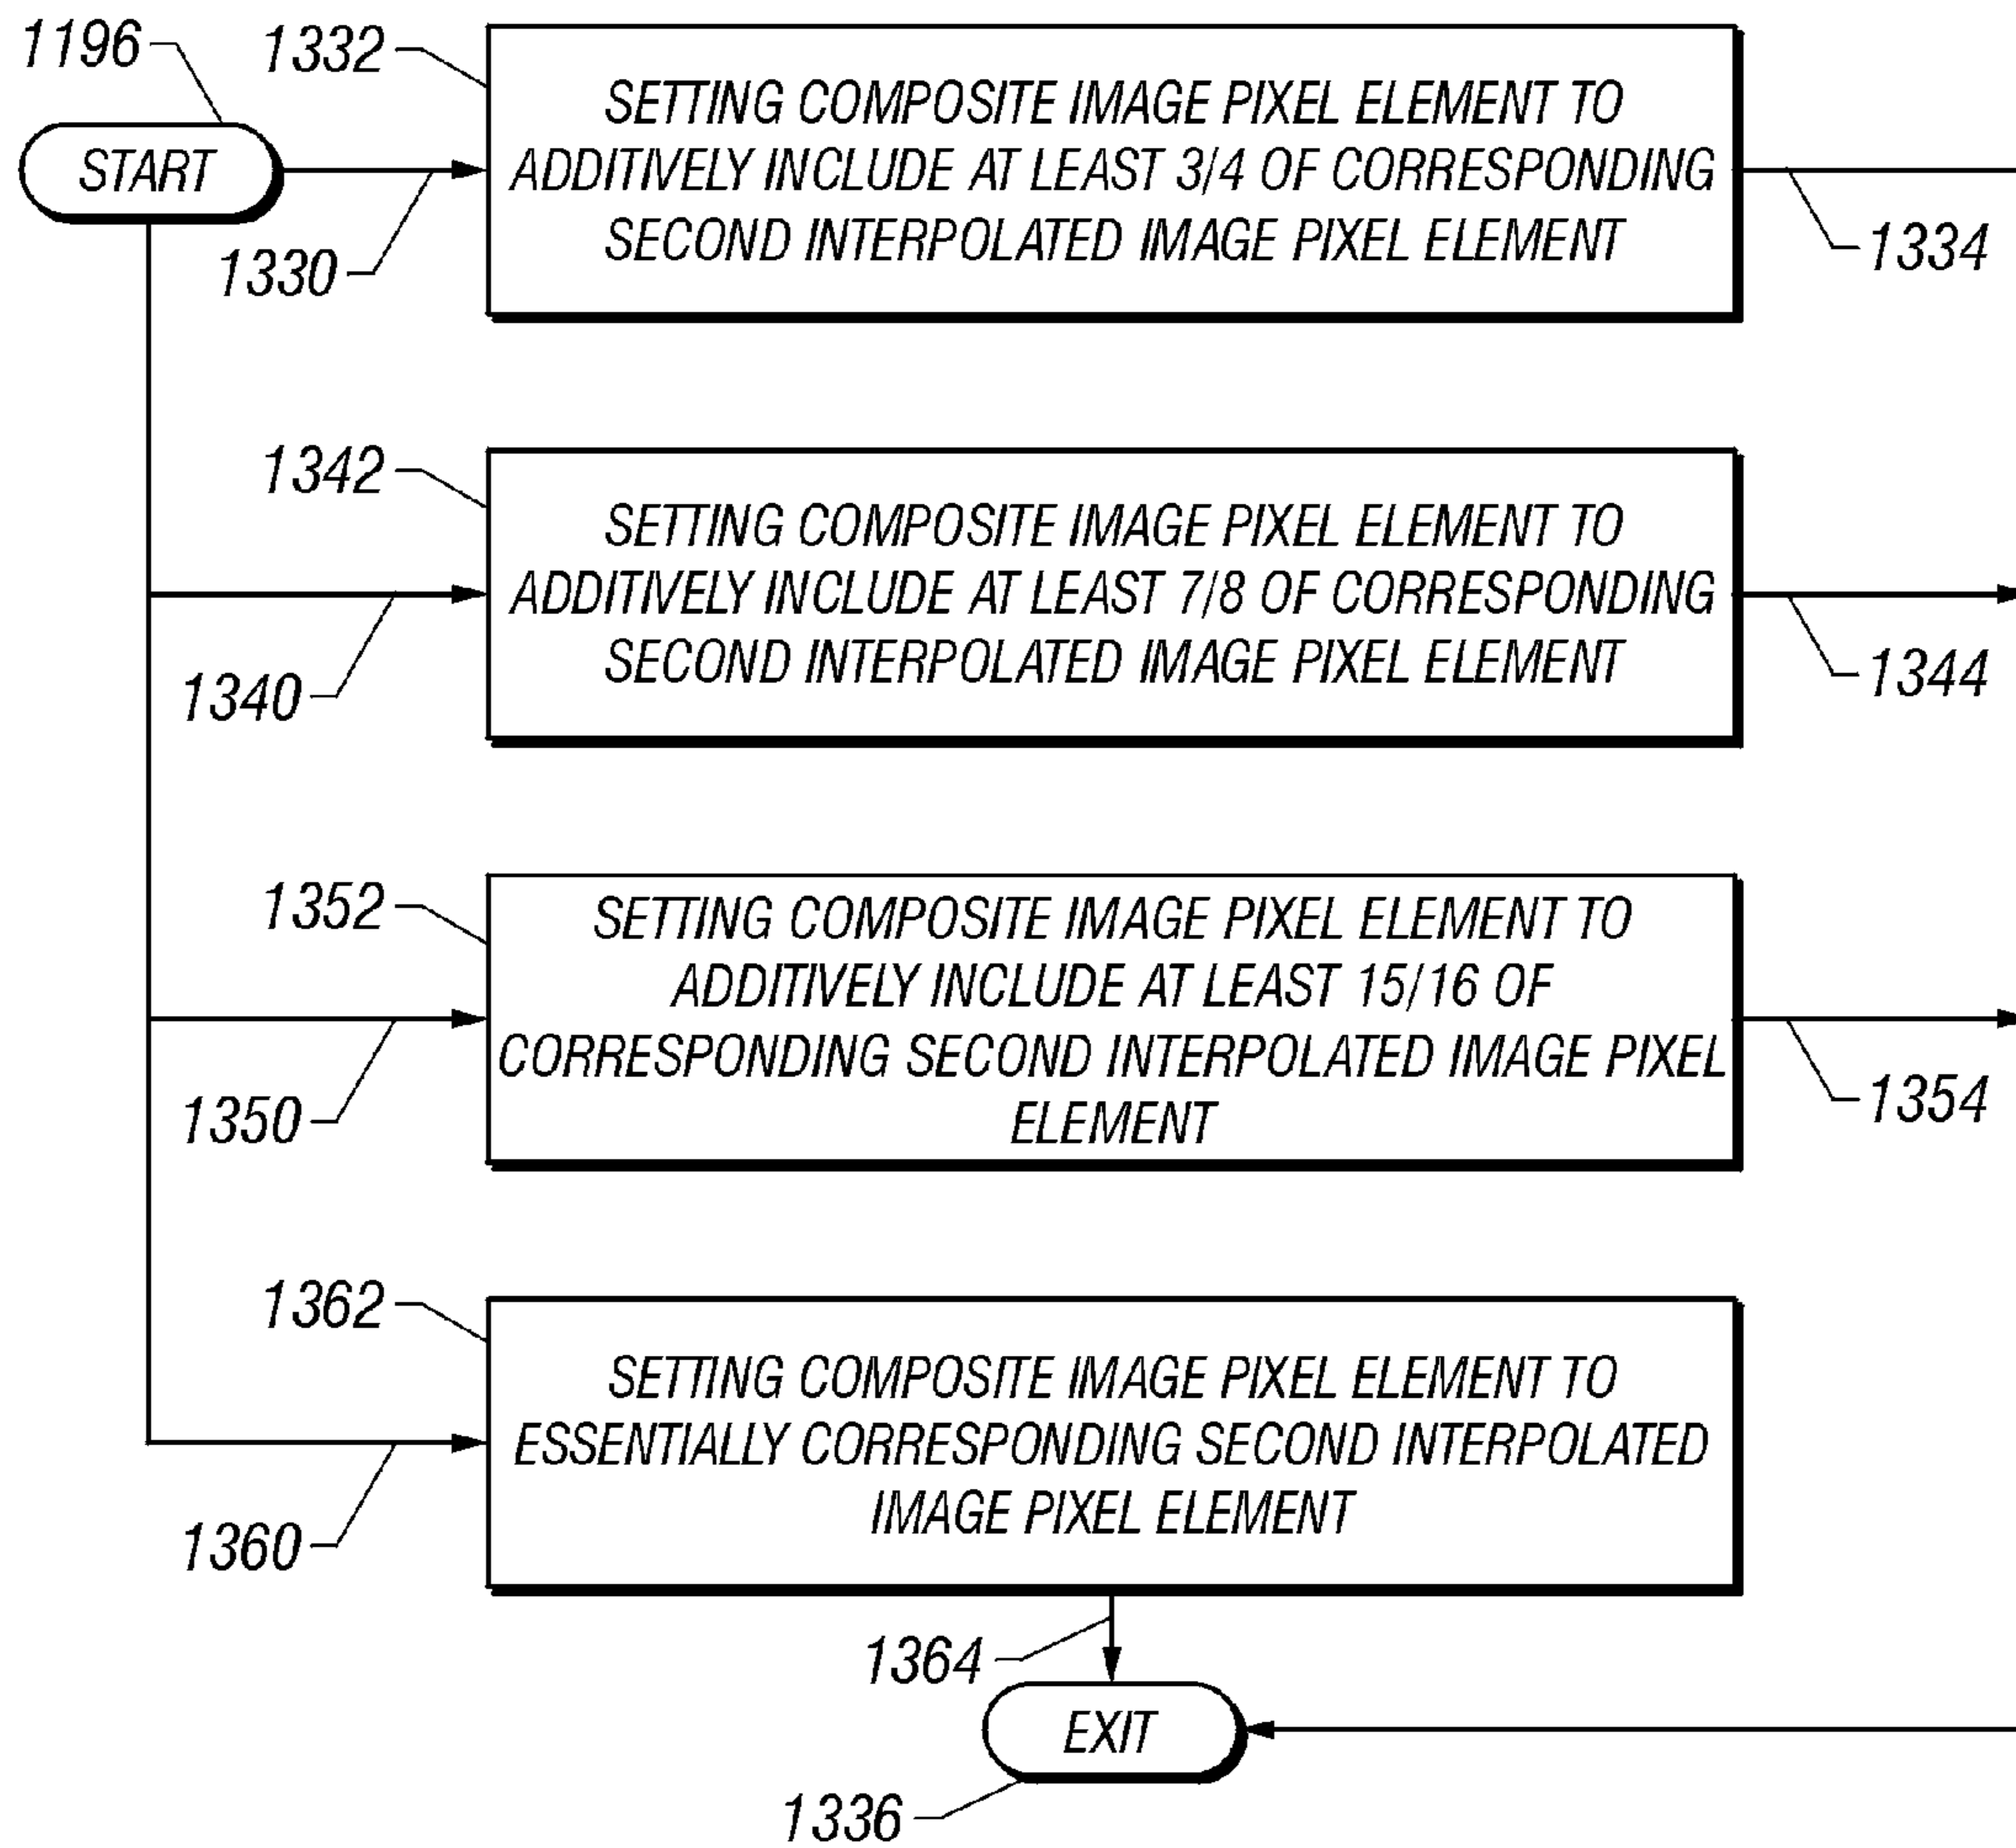 1196
START
1330
1332
SETTING COMPOSITE IMAGE PIXEL ELEMENT TO
ADDITIVELY INCLUDE AT LEAST 3/4 OF CORRESPONDING
SECOND INTERPOLATED IMAGE PIXEL ELEMENT
1334
1342
SETTING COMPOSITE IMAGE PIXEL ELEMENT TO
ADDITIVELY INCLUDE AT LEAST 7/8 OF CORRESPONDING
SECOND INTERPOLATED IMAGE PIXEL ELEMENT
1340
1344
1352
SETTING COMPOSITE IMAGE PIXEL ELEMENT TO
ADDITIVELY INCLUDE AT LEAST 15/16 OF
CORRESPONDING SECOND INTERPOLATED IMAGE PIXEL
ELEMENT
1350
1354
1362
SETTING COMPOSITE IMAGE PIXEL ELEMENT TO
ESSENTIALLY CORRESPONDING SECOND INTERPOLATED
IMAGE PIXEL ELEMENT
1360
1364
EXIT
1336